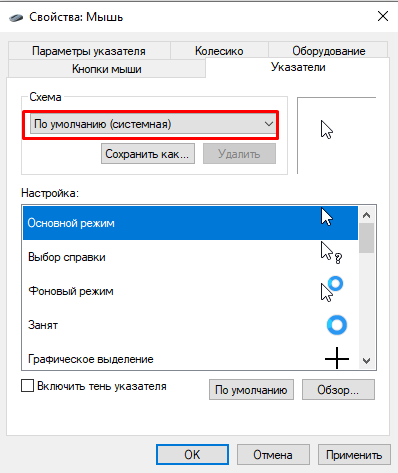 Свойства: Мышь
Параметры указателя
Колесико
Оборудование
Кнопки мыши
Указатели
Схема
По умолчанию (системная)
Сохранить как...
Удалить
Настройка:
Основной режим
Выбор справки
Фоновый режим
Занят
Графическое выделение
Включить тень указателя
По умолчанию
Обзор...
OK
Отмена
Применить